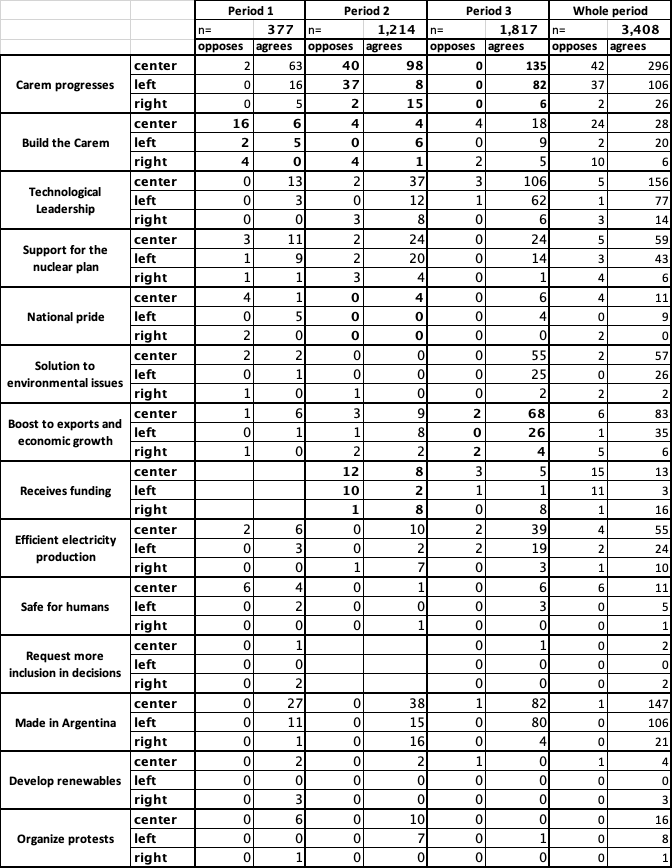 Period 1 Period 2 Period 3 Whole period
n= 377 n= 1,214 n= 1,817 n= 3,408
opposes agrees opposes agrees opposes agrees opposes agrees
center 2 63 40 98 0 135 42 296
Carem progresses left 0 16 37 8 0 82 37 106
right 0 5 2 15 0 6 2 26
center 16 6 4 4 4 18 24 28
Build the Carem left 2 5 0 6 0 9 2 20
right 4 0 4 1 2 5 10 6
center 0 13 2 37 3 106 5 156
Technological Leadership left 0 3 0 12 1 62 1 77
right 0 0 3 8 0 6 3 14
center 3 11 2 24 0 24 5 59
Support for the nuclear plan left 1 9 2 20 0 14 3 43
right 1 1 3 4 0 1 4 6
center 4 1 0 4 0 6 4 11
National pride left 0 5 0 0 0 4 0 9
right 2 0 0 0 0 0 2 0
center 2 2 0 0 0 55 2 57
Solution to environmental issues left 0 1 0 0 0 25 0 26
right 1 0 1 0 0 2 2 2
center 1 6 3 9 2 68 6 83
Boost to exports and economic growth left 0 1 1 8 0 26 1 35
right 1 0 2 2 2 4 5 6
center 12 8 3 5 15 13
Receives funding left 10 2 1 1 11 3
right 1 8 0 8 1 16
center 2 6 0 10 2 39 4 55
Efficient electricity production left 0 3 0 2 2 19 2 24
right 0 0 1 7 0 3 1 10
center 6 4 0 1 0 6 6 11
Safe for humans left 0 2 0 0 0 3 0 5
right 0 0 0 1 0 0 0 1
center 0 1 0 1 0 2
Request more inclusion in decisions left 0 0 0 0 0 0
right 0 2 0 0 0 2
center 0 27 0 38 1 82 1 147
Made in Argentina left 0 11 0 15 0 80 0 106
right 0 1 0 16 0 4 0 21
center 0 2 0 2 1 0 1 4
Develop renewables left 0 0 0 0 0 0 0 0
right 0 3 0 0 0 0 0 3
center 0 6 0 10 0 0 0 16
Organize protests left 0 0 0 7 0 1 0 8
right 0 1 0 0 0 0 0 1